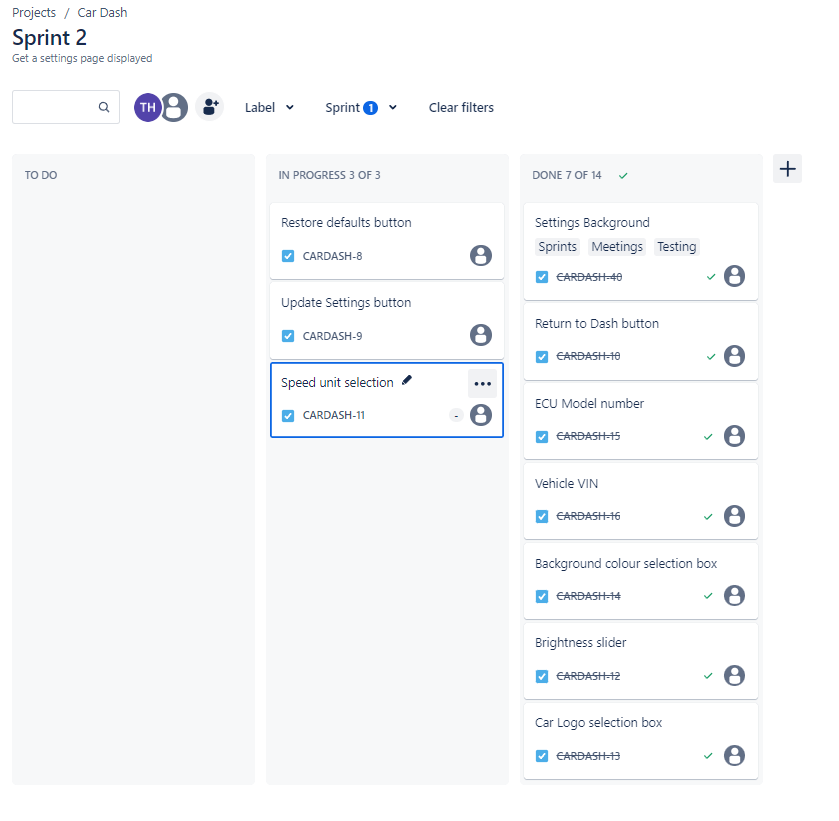 Projects / Car Dash
Sprint 2
Get a settings page displayed
TH
Label
Sprint 1
Clear filters
TO DO
IN PROGRESS 3 OF 3
Restore defaults button
CARDASH-8
Update Settings button
CARDASH-9
Speed unit selection
CARDASH-11
-
DONE 7 OF 14
Settings Background
Sprints Meetings Testing
CARDASH-40
Return to Dash button
CARDASH-10
ECU Model number
CARDASH-15
Vehicle VIN
CARDASH-16
Background colour selection box
CARDASH-14
Brightness slider
CARDASH-12
Car Logo selection box
CARDASH-13